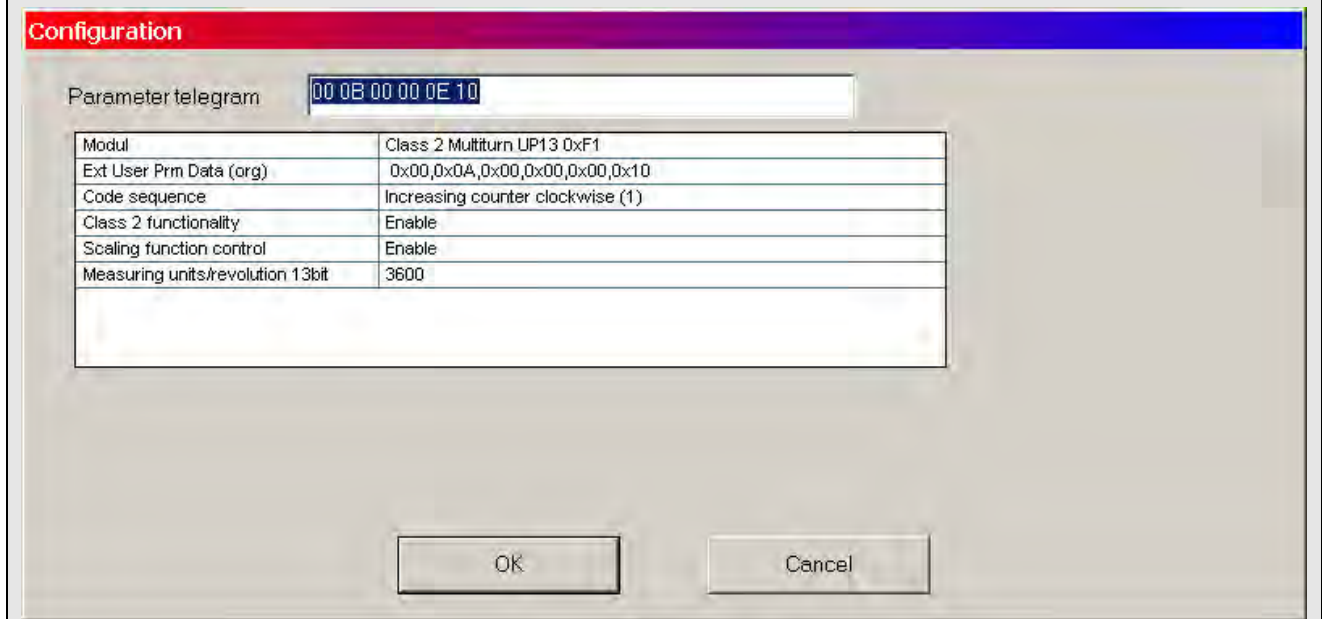 Configuration
Parameter telegram 00 0B 00 00 0E 10
Modul Class 2 Multiturn UP13 0xF1
Ext User Prm Data (org) 0x00,0x0A,0x00,0x00,0x00,0x10
Code sequence Increasing counter clockwise (1)
Class 2 functionality Enable
Scaling function control Enable
Measuring units/revolution 13bit 3600
OK Cancel